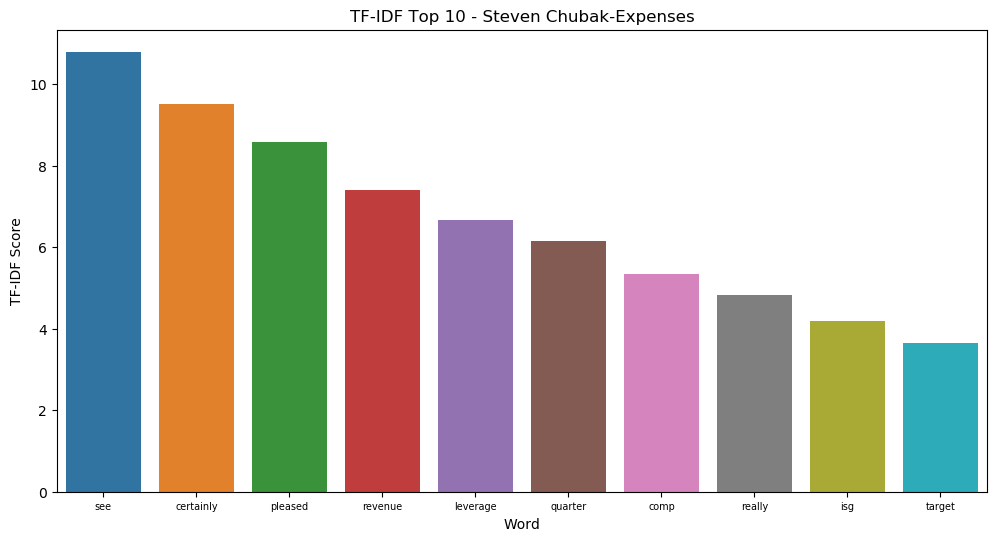 TF-IDF Top 10 - Steven Chubak-Expenses
TF-IDF Score
10
8
6
4
2
0
see certainly pleased revenue leverage quarter comp really isg target
Word